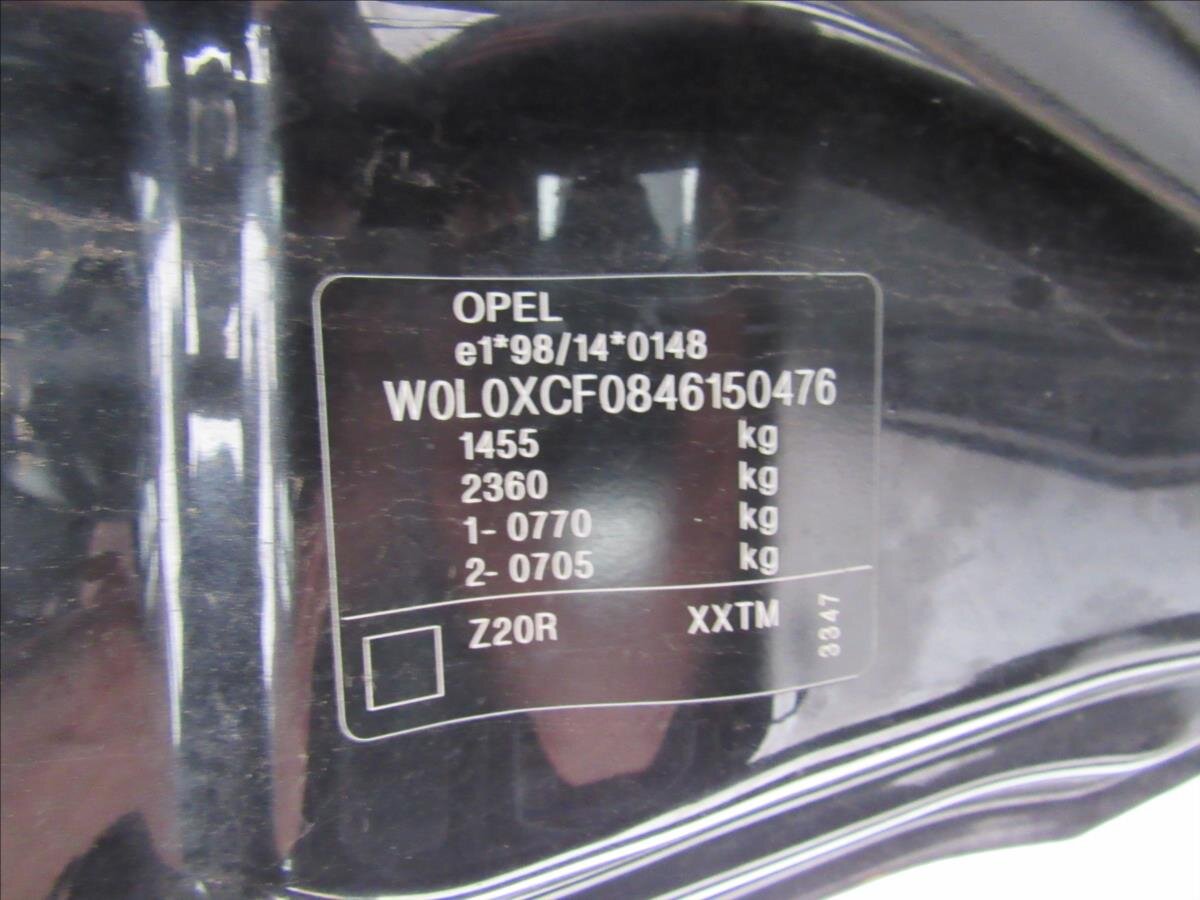 OPEL
e1*98/14*0148
W0L0XCF0846150476
1455 kg
2360 kg
1- 0770 kg
2- 0705 kg
Z20R XXTM
3347